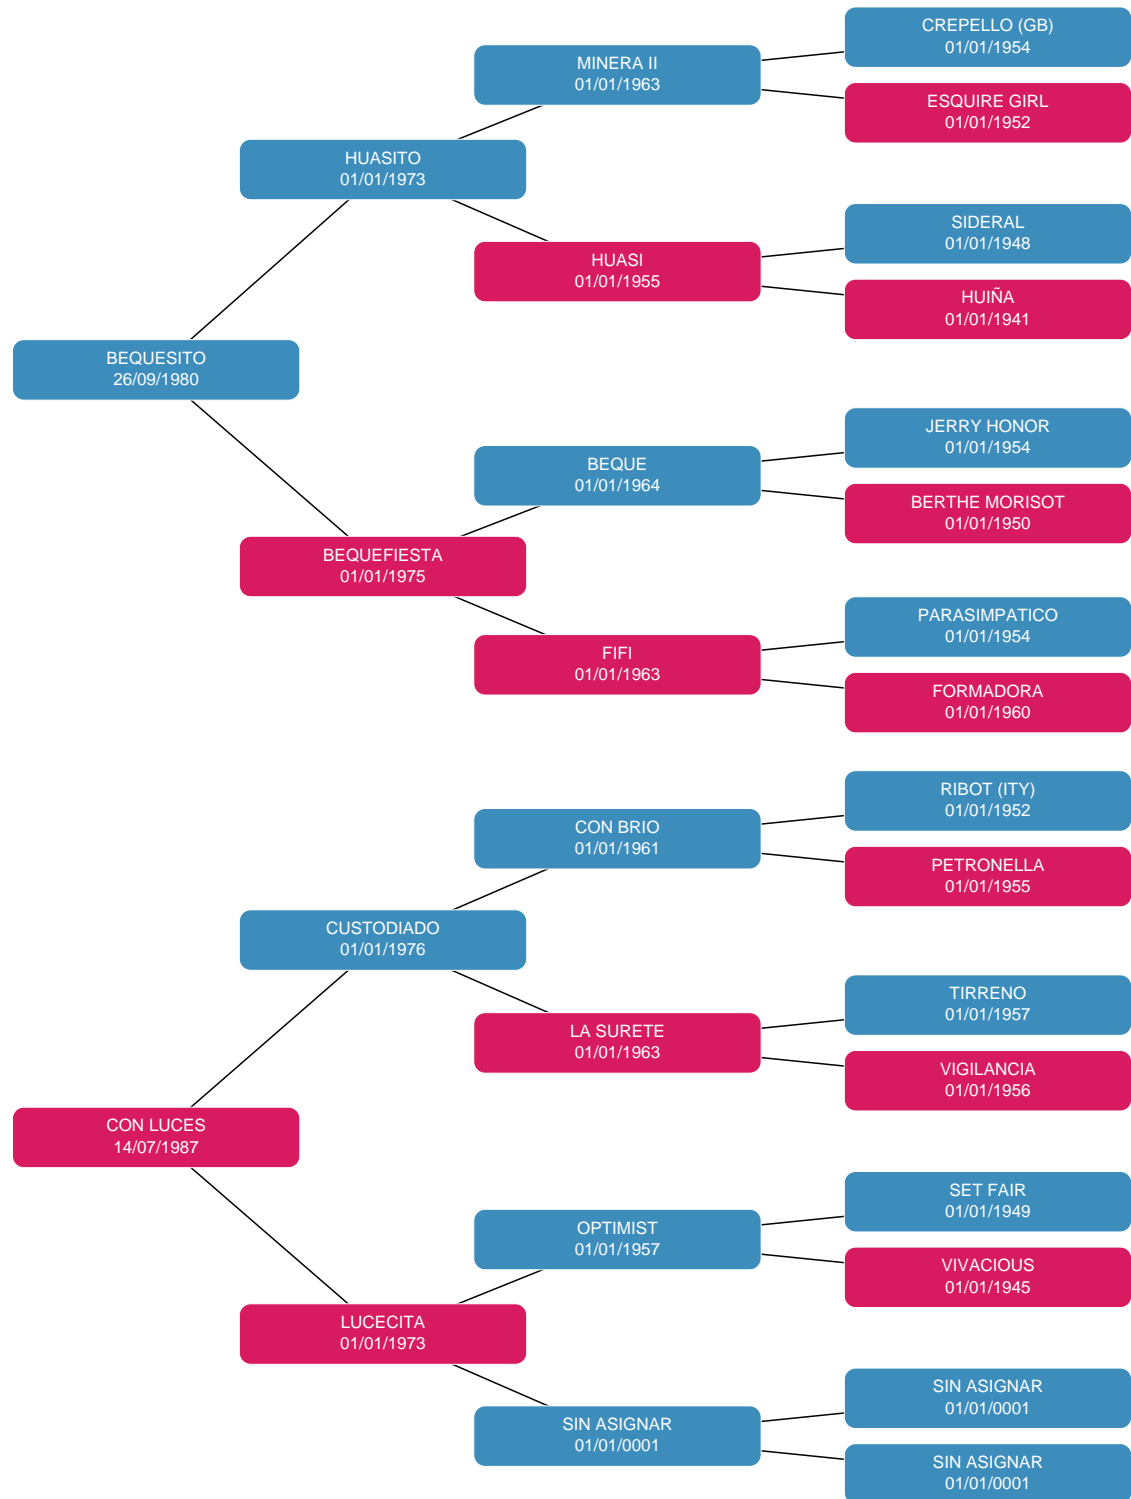 CREPELLO (GB)
01/01/1954
MINERA II
01/01/1963
ESQUIRE GIRL
01/01/1952
HUASITO
01/01/1973
SIDERAL
01/01/1948
HUASI
01/01/1955
HUIÑA
01/01/1941
BEQUESITO
26/09/1980
JERRY HONOR
01/01/1954
BEQUE
01/01/1964
BERTHE MORISOT
01/01/1950
BEQUEFIESTA
01/01/1975
PARASIMPATICO
01/01/1954
FIFI
01/01/1963
FORMADORA
01/01/1960
RIBOT (ITY)
01/01/1952
CON BRIO
01/01/1961
PETRONELLA
01/01/1955
CUSTODIADO
01/01/1976
TIRRENO
01/01/1957
LA SURETE
01/01/1963
VIGILANCIA
01/01/1956
CON LUCES
14/07/1987
SET FAIR
01/01/1949
OPTIMIST
01/01/1957
VIVACIOUS
01/01/1945
LUCECITA
01/01/1973
SIN ASIGNAR
01/01/0001
SIN ASIGNAR
01/01/0001
SIN ASIGNAR
01/01/0001